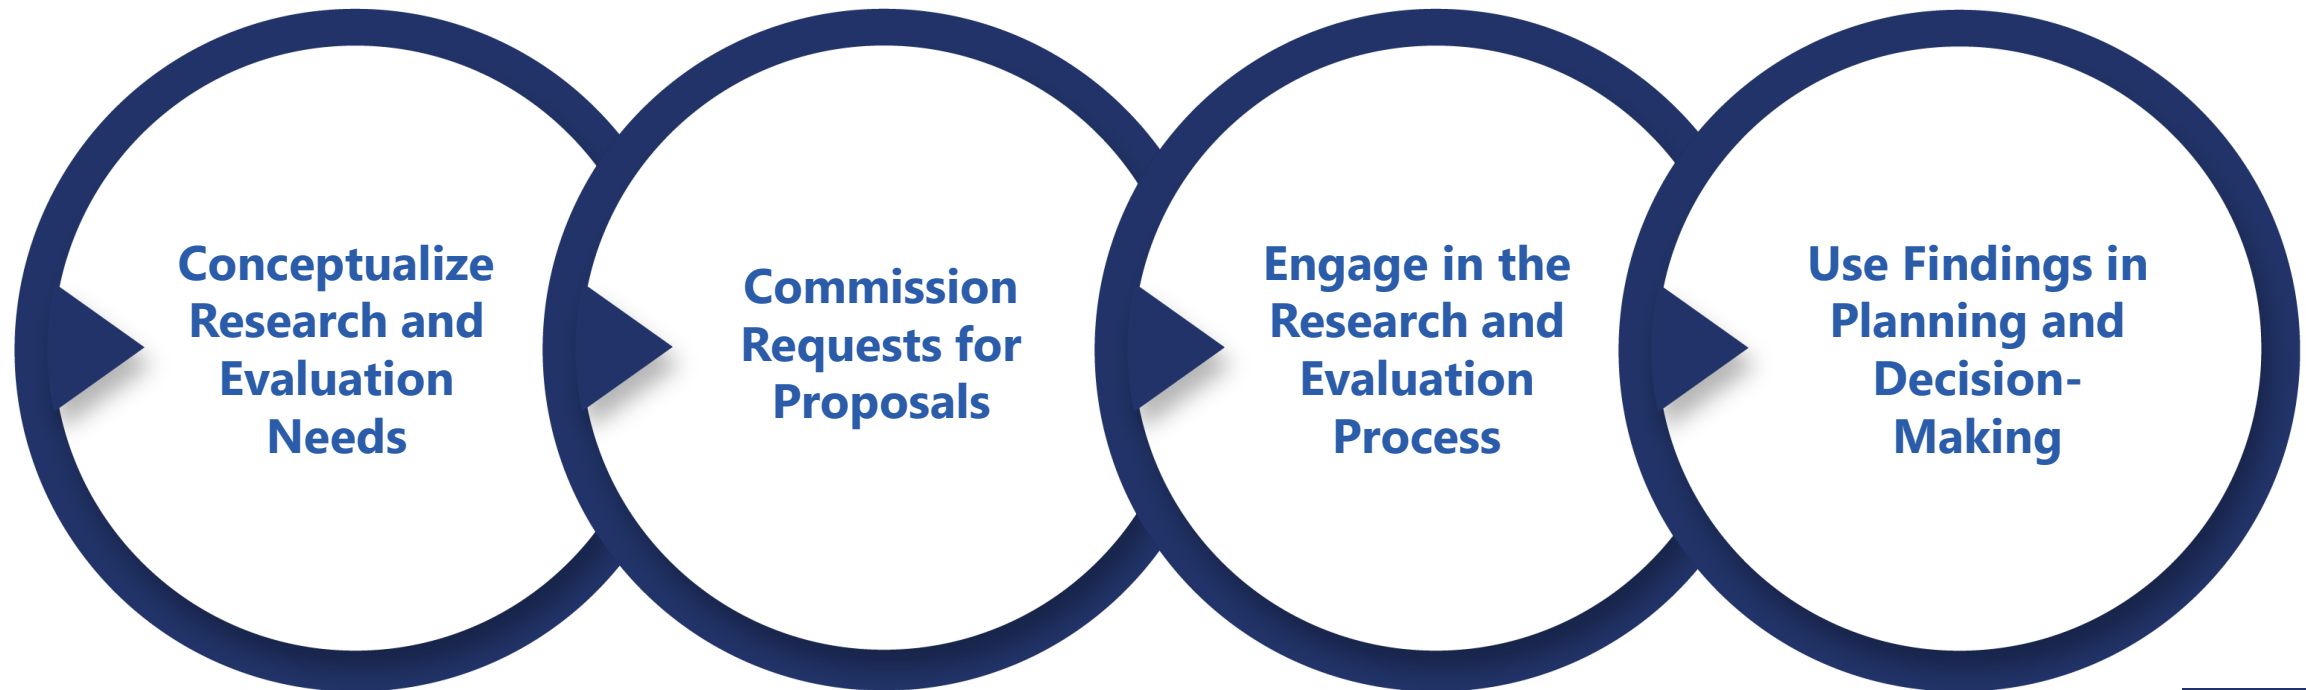 Conceptualize
Research and
Evaluation
Needs
Commission
Requests for
Proposals
Engage in the
Research and
Evaluation
Process
Use Findings in
Planning and
Decision-
Making